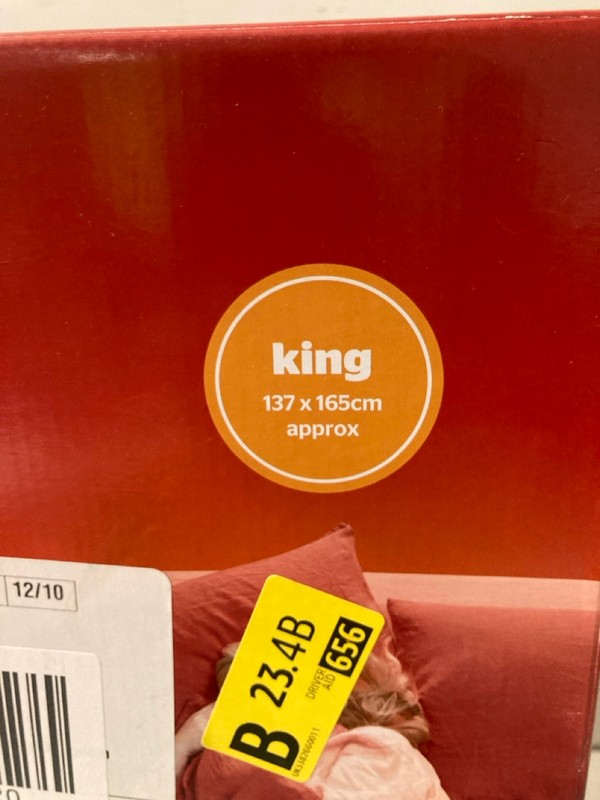 king
137 x 165cm
approx
12/10
B 23.4B
DRIVER
AID
656